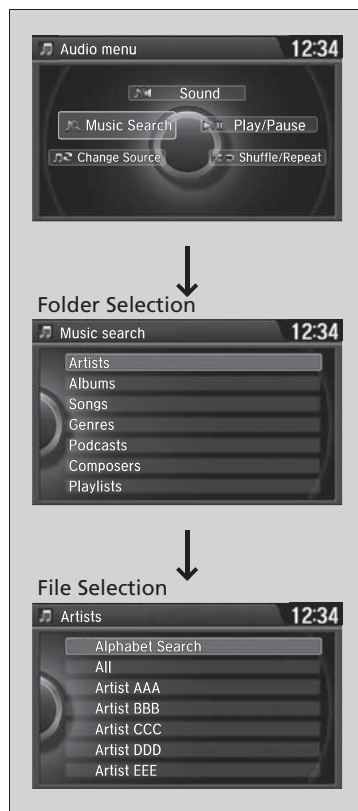 Audio menu 12:34
Sound
Music Search Play/Pause
Change Source Shuffle/Repeat
Folder Selection
Music search 12:34
Artists
Albums
Songs
Genres
Podcasts
Composers
Playlists
File Selection
Artists 12:34
Alphabet Search
All
Artist AAA
Artist BBB
Artist CCC
Artist DDD
Artist EEE